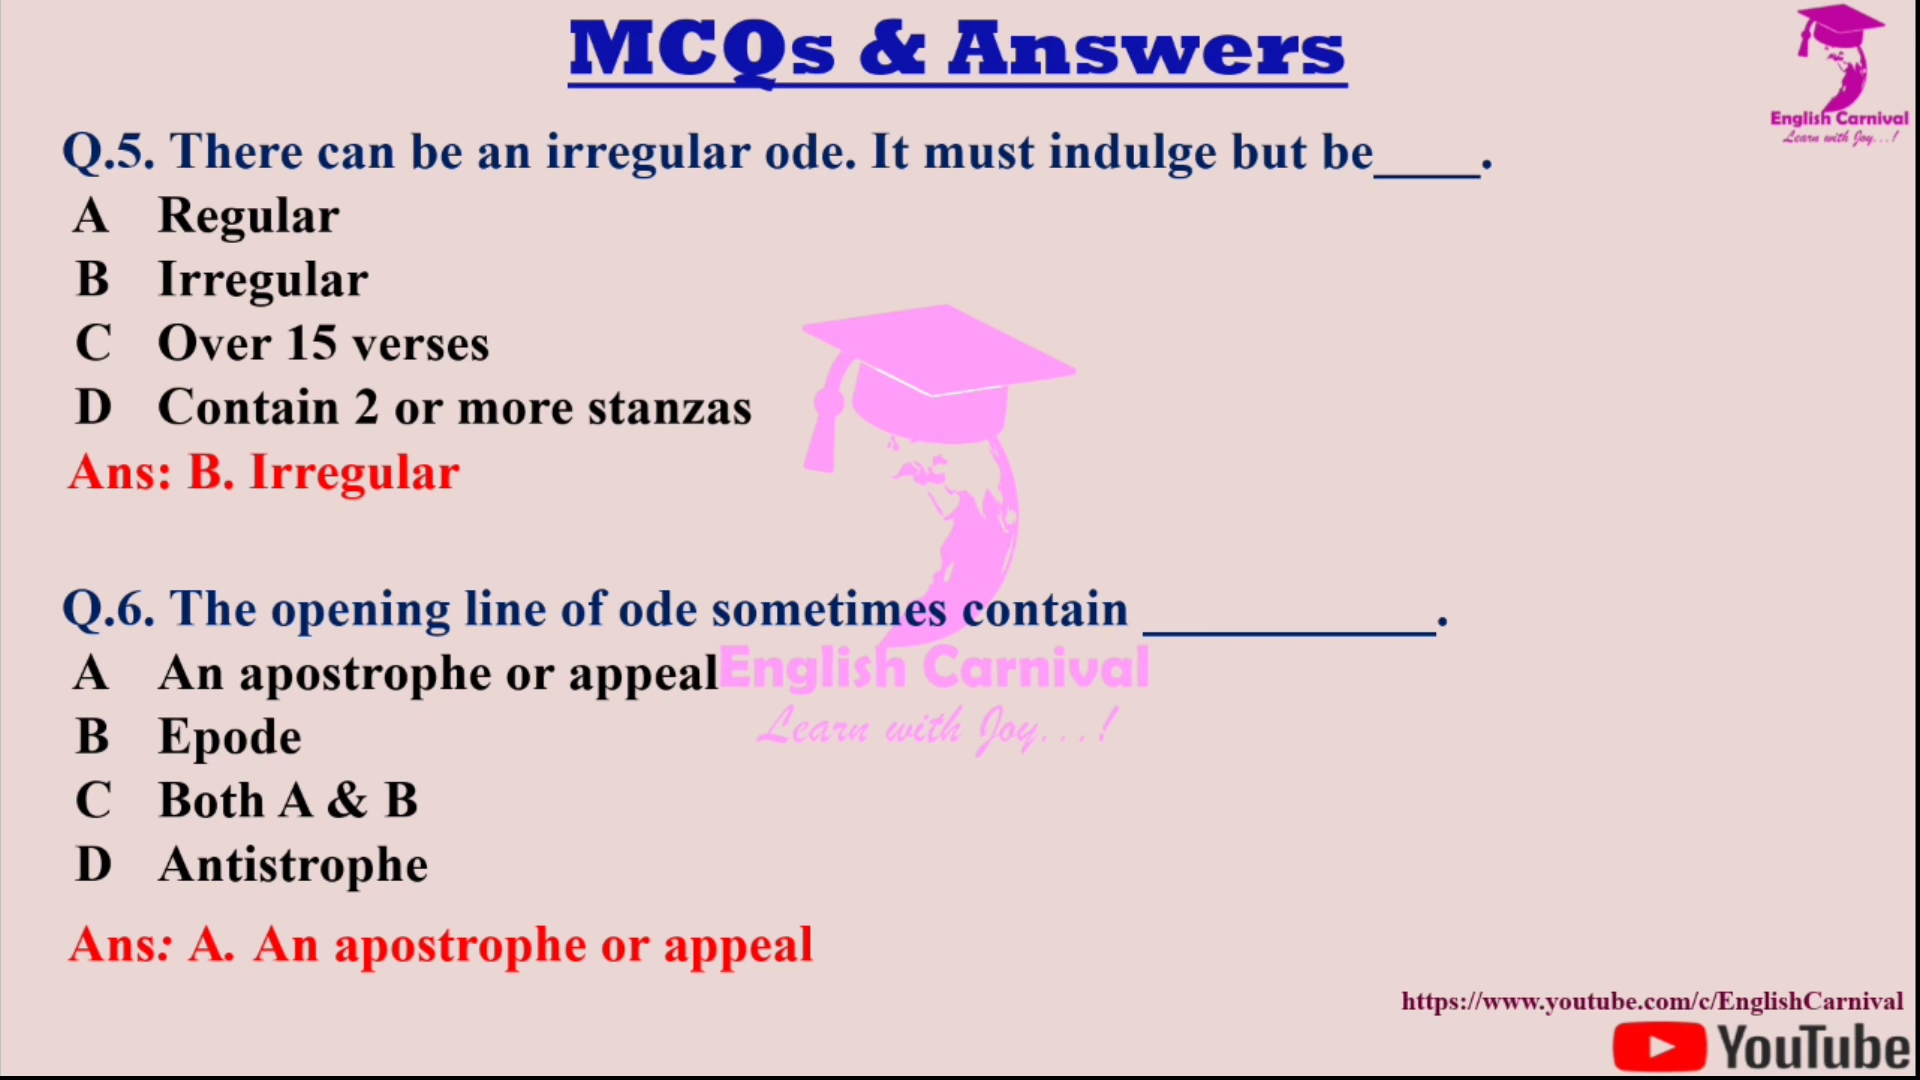 MCQs & Answers
English Carnival
Learn with Joy...!
Q.5. There can be an irregular ode. It must indulge but be____.
A Regular
B Irregular
C Over 15 verses
D Contain 2 or more stanzas
Ans: B. Irregular
Q.6. The opening line of ode sometimes contain ___________.
A An apostrophe or appeal
English Carnival
Learn with Joy...!
B Epode
C Both A & B
D Antistrophe
Ans: A. An apostrophe or appeal
https://www.youtube.com/c/EnglishCarnival
YouTube